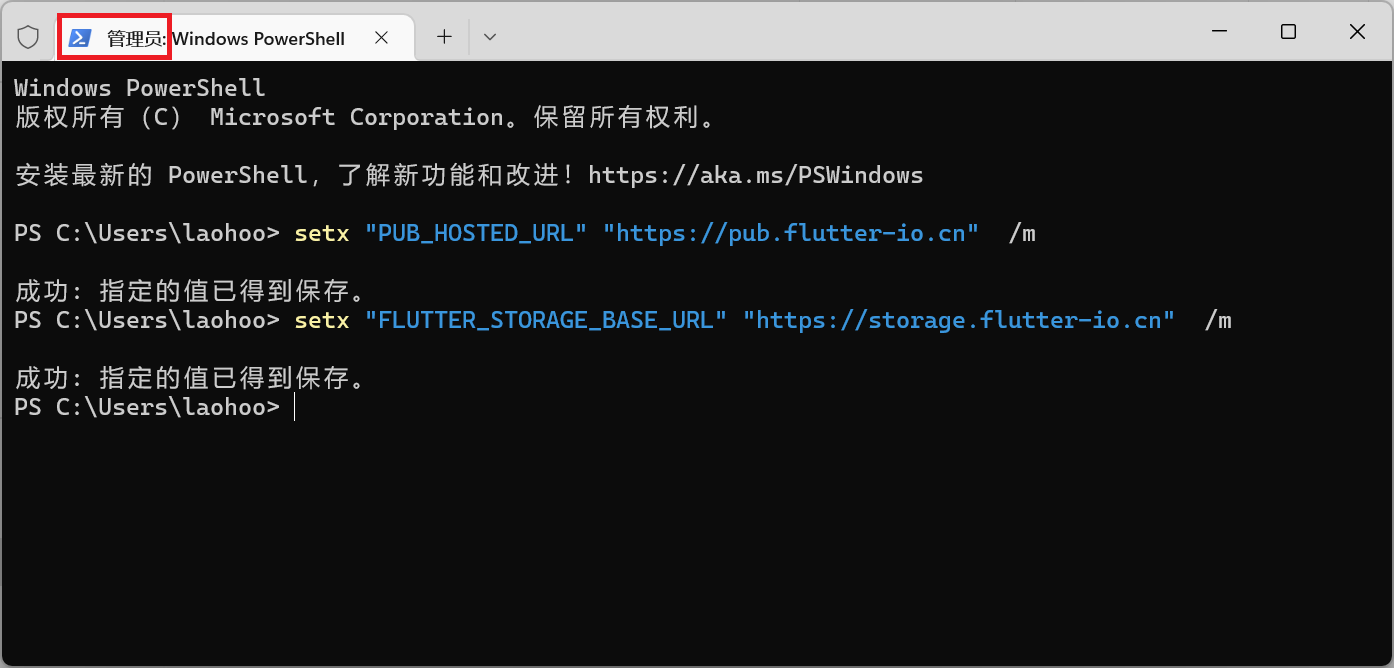 管理员: Windows PowerShell
Windows PowerShell
版权所有（C） Microsoft Corporation。保留所有权利。
安装最新的 PowerShell，了解新功能和改进！https://aka.ms/PSWindows
PS C:\Users\laohoo> setx "PUB_HOSTED_URL" "https://pub.flutter-io.cn"  /m
成功: 指定的值已得到保存。
PS C:\Users\laohoo> setx "FLUTTER_STORAGE_BASE_URL" "https://storage.flutter-io.cn"  /m
成功: 指定的值已得到保存。
PS C:\Users\laohoo>